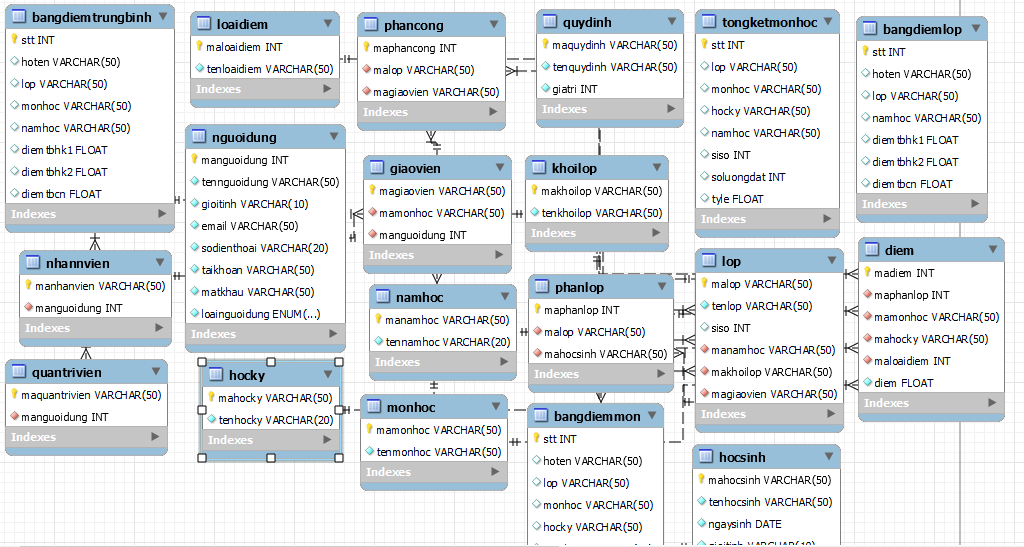 bangdiemtrungbinh
stt INT
hoten VARCHAR(50)
lop VARCHAR(50)
monhoc VARCHAR(50)
namhoc VARCHAR(50)
diemtbhk1 FLOAT
diemtbhk2 FLOAT
diemtbcn FLOAT
Indexes
loaidiem
maloaidiem INT
tenloaidiem VARCHAR(50)
Indexes
phancong
maphancong INT
malop VARCHAR(50)
magiaovien VARCHAR(50)
Indexes
quydinh
maquydinh VARCHAR(50)
tenquydinh VARCHAR(50)
giatri INT
Indexes
tongketmonhoc
stt INT
lop VARCHAR(50)
monhoc VARCHAR(50)
hocky VARCHAR(50)
namhoc VARCHAR(50)
siso INT
soluongdat INT
tyle FLOAT
Indexes
bangdiemlop
stt INT
hoten VARCHAR(50)
lop VARCHAR(50)
namhoc VARCHAR(50)
diemtbhk1 FLOAT
diemtbhk2 FLOAT
diemtbcn FLOAT
Indexes
nguoidung
manguoidung INT
tennguoidung VARCHAR(50)
gioitinh VARCHAR(10)
email VARCHAR(50)
sodienthoai VARCHAR(20)
taikhoan VARCHAR(50)
matkhau VARCHAR(50)
loainguoidung ENUM(...)
Indexes
giaovien
magiaovien VARCHAR(50)
mamonhoc VARCHAR(50)
manguoidung INT
Indexes
khoilop
makhoilop VARCHAR(50)
tenkhoilop VARCHAR(50)
Indexes
nhannvien
manhanvien VARCHAR(50)
manguoidung INT
Indexes
namhoc
manamhoc VARCHAR(50)
tennamhoc VARCHAR(20)
Indexes
phanlop
maphanlop INT
malop VARCHAR(50)
mahocsinh VARCHAR(50)
Indexes
lop
malop VARCHAR(50)
tenlop VARCHAR(50)
siso INT
manamhoc VARCHAR(50)
makhoilop VARCHAR(50)
magiaovien VARCHAR(50)
Indexes
diem
madiem INT
maphanlop INT
mamonhoc VARCHAR(50)
mahocky VARCHAR(50)
maloaidiem INT
diem FLOAT
Indexes
quantrivien
maquantrivien VARCHAR(50)
manguoidung INT
Indexes
hocky
mahocky VARCHAR(50)
tenhocky VARCHAR(20)
Indexes
monhoc
mamonhoc VARCHAR(50)
tenmonhoc VARCHAR(50)
Indexes
bangdiemmon
stt INT
hoten VARCHAR(50)
lop VARCHAR(50)
monhoc VARCHAR(50)
hocky VARCHAR(50)
hocsinh
mahocsinh VARCHAR(50)
tenhocsinh VARCHAR(50)
ngaysinh DATE